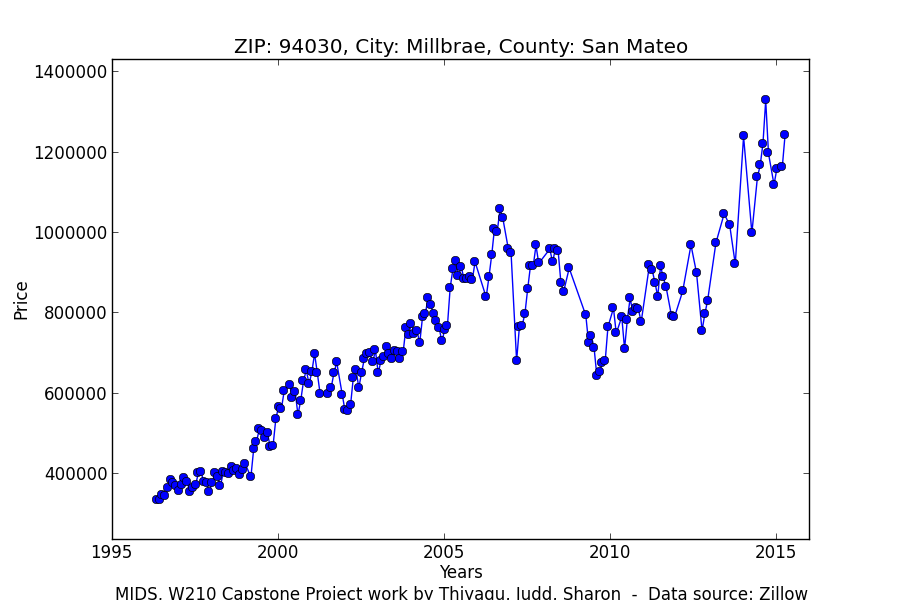 ZIP: 94030, City: Millbrae, County: San Mateo
1400000
1200000
1000000
800000
600000
400000
Price
1995 2000 2005 2010 2015
Years
MIDS, W210 Capstone Project work by Thiyagu, Judd, Sharon - Data source: Zillow